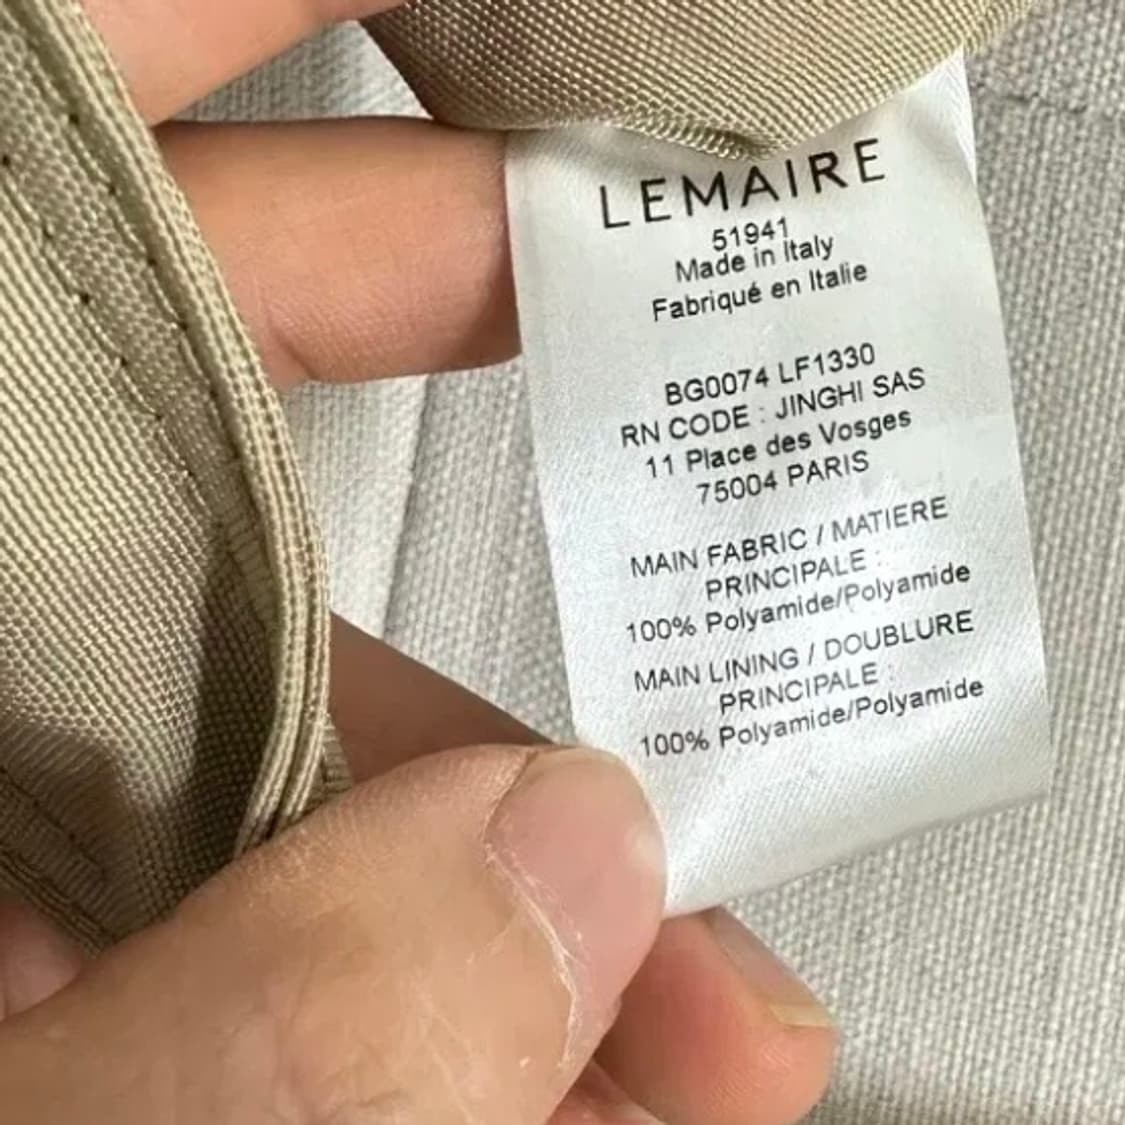 LEMAIRE
51941
Made in Italy
Fabriqué en Italie
BG0074 LF1330
RN CODE : JINGHI SAS
11 Place des Vosges
75004 PARIS
MAIN FABRIC / MATIERE
PRINCIPALE :
100% Polyamide/Polyamide
MAIN LINING / DOUBLURE
PRINCIPALE :
100% Polyamide/Polyamide